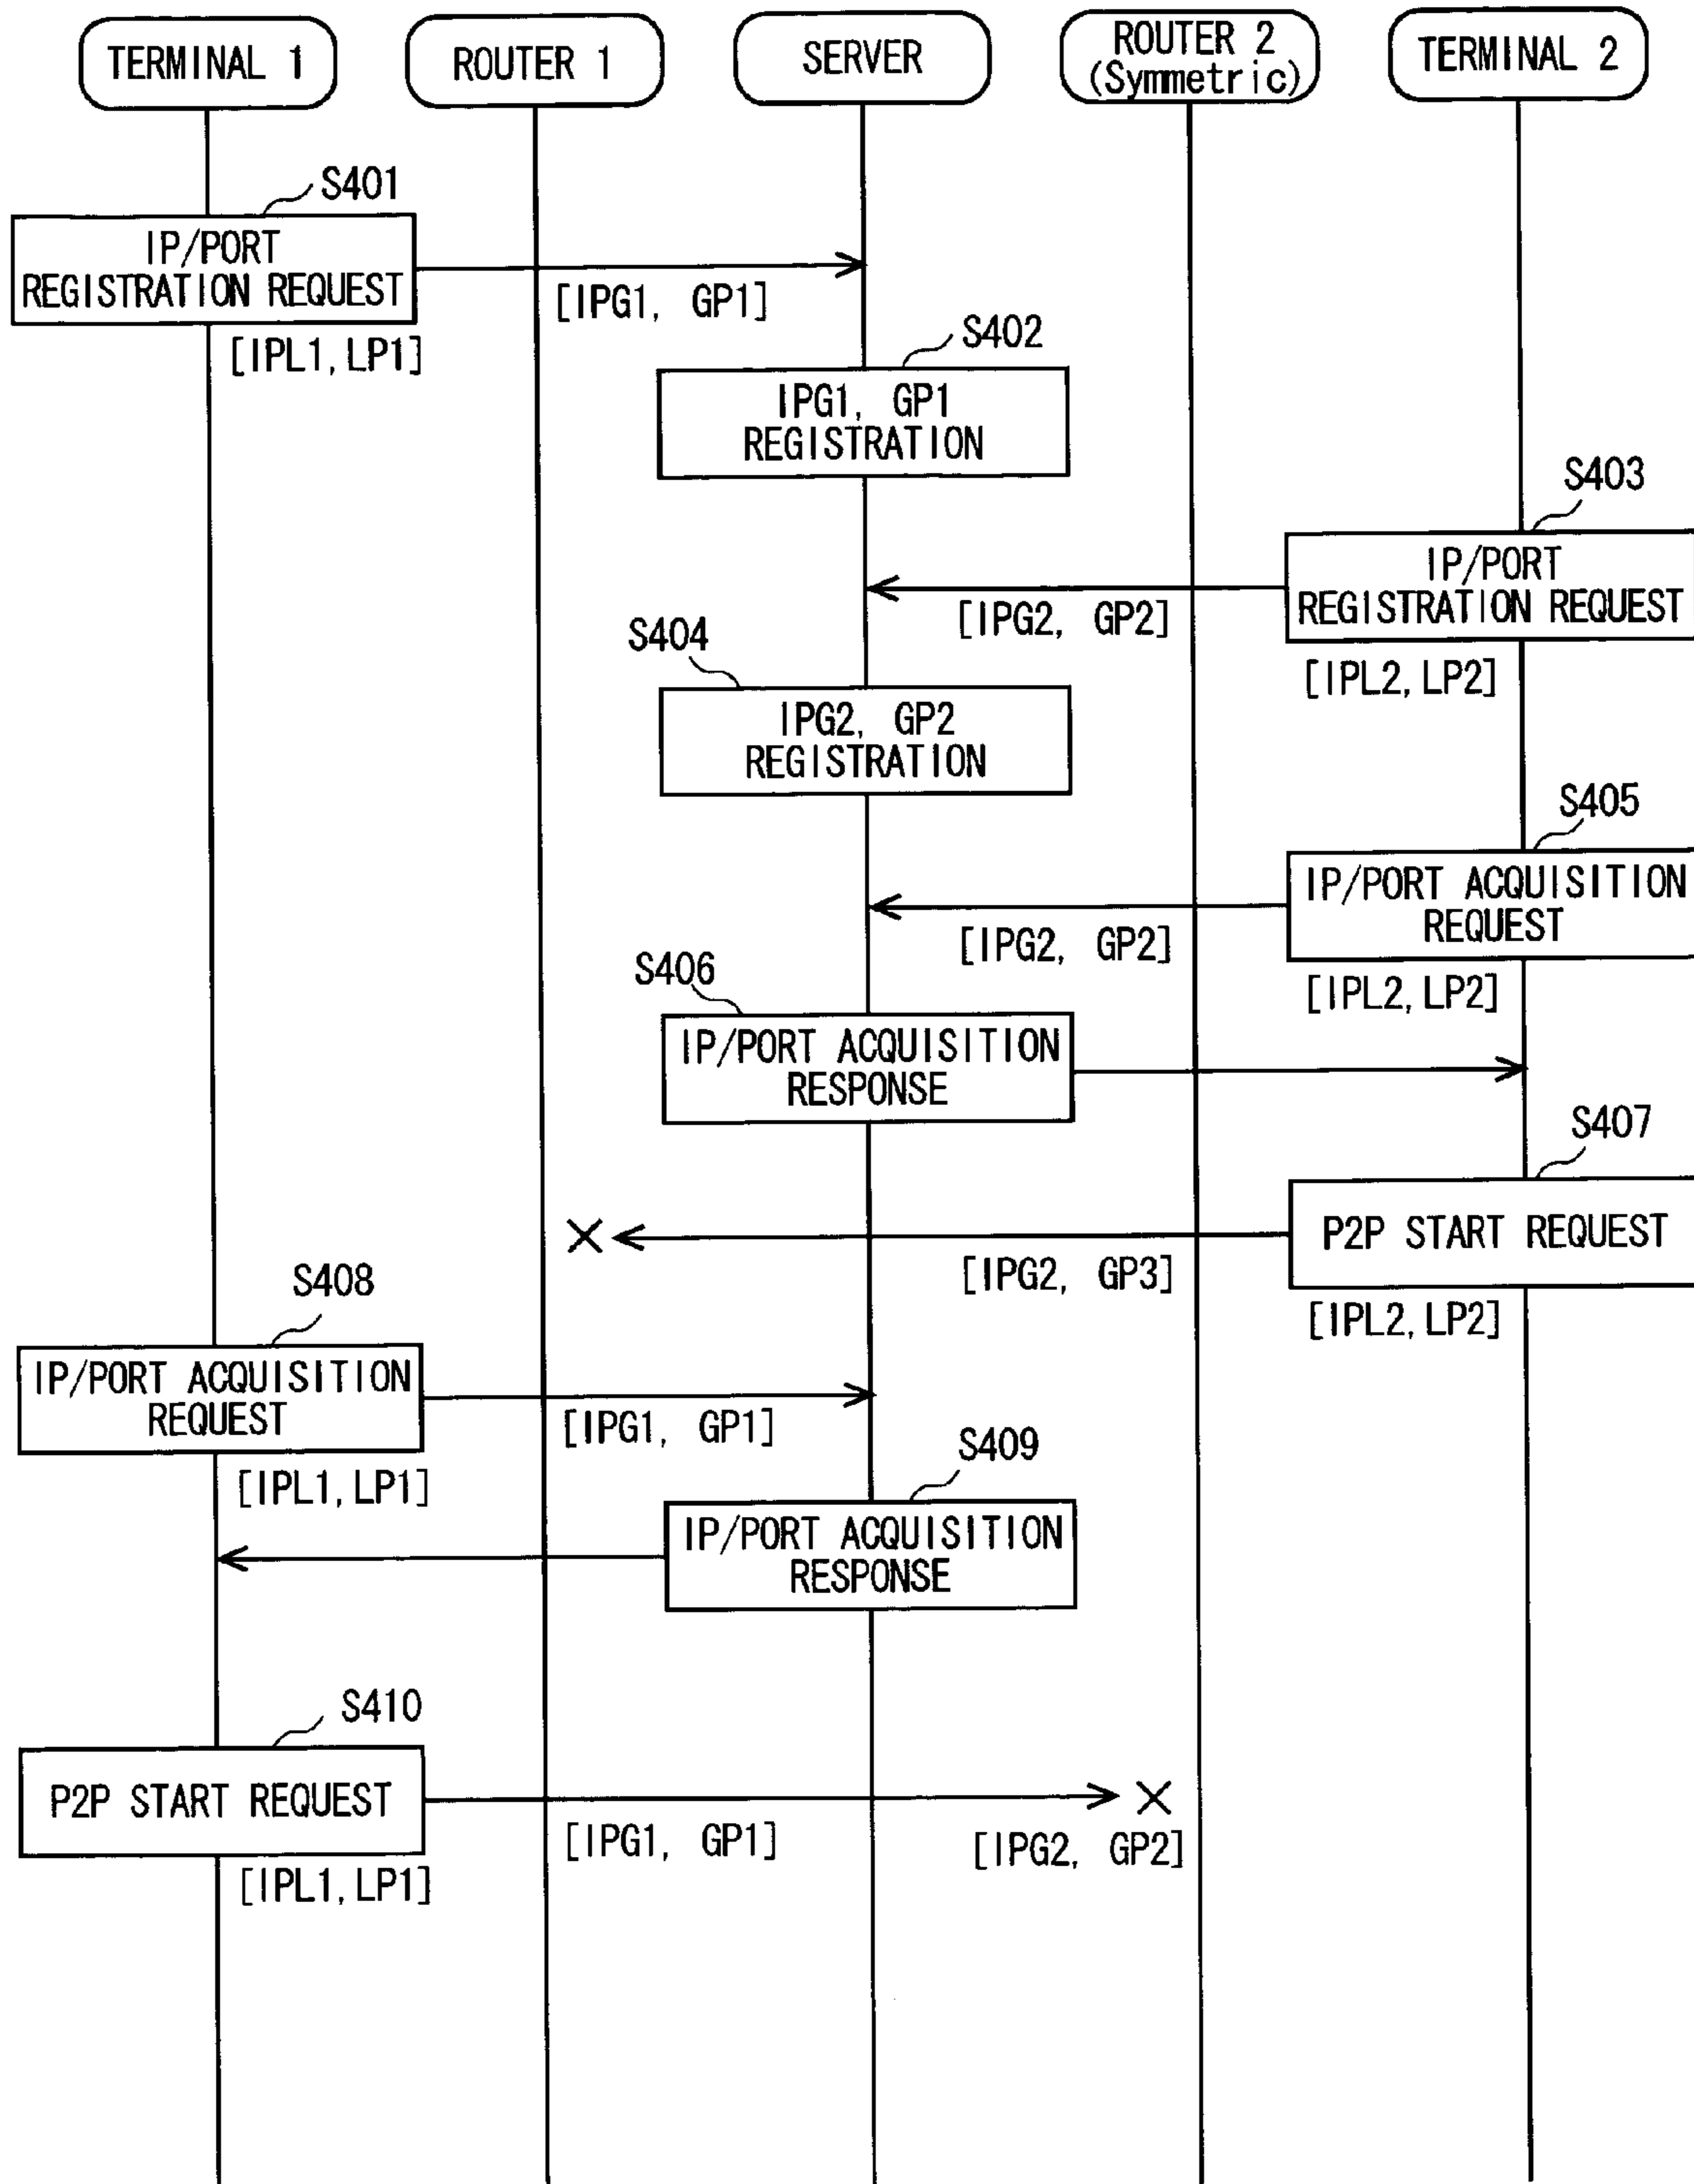 TERMINAL 1
ROUTER 1
SERVER
ROUTER 2
(Symmetric)
TERMINAL 2
S401
IP/PORT
REGISTRATION REQUEST
[IPG1, GP1]
[IPL1, LP1]
S402
IPG1, GP1
REGISTRATION
S403
IP/PORT
REGISTRATION REQUEST
[IPG2, GP2]
[IPL2, LP2]
S404
IPG2, GP2
REGISTRATION
S405
IP/PORT ACQUISITION
REQUEST
[IPG2, GP2]
[IPL2, LP2]
S406
IP/PORT ACQUISITION
RESPONSE
S407
P2P START REQUEST
[IPG2, GP3]
[IPL2, LP2]
S408
IP/PORT ACQUISITION
REQUEST
[IPG1, GP1]
[IPL1, LP1]
S409
IP/PORT ACQUISITION
RESPONSE
S410
P2P START REQUEST
[IPG1, GP1]
[IPG2, GP2]
[IPL1, LP1]